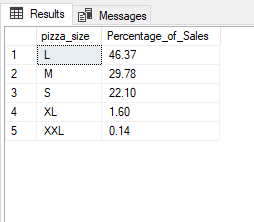 Results Messages
pizza_size Percentage_of_Sales
1 L 46.37
2 M 29.78
3 S 22.10
4 XL 1.60
5 XXL 0.14